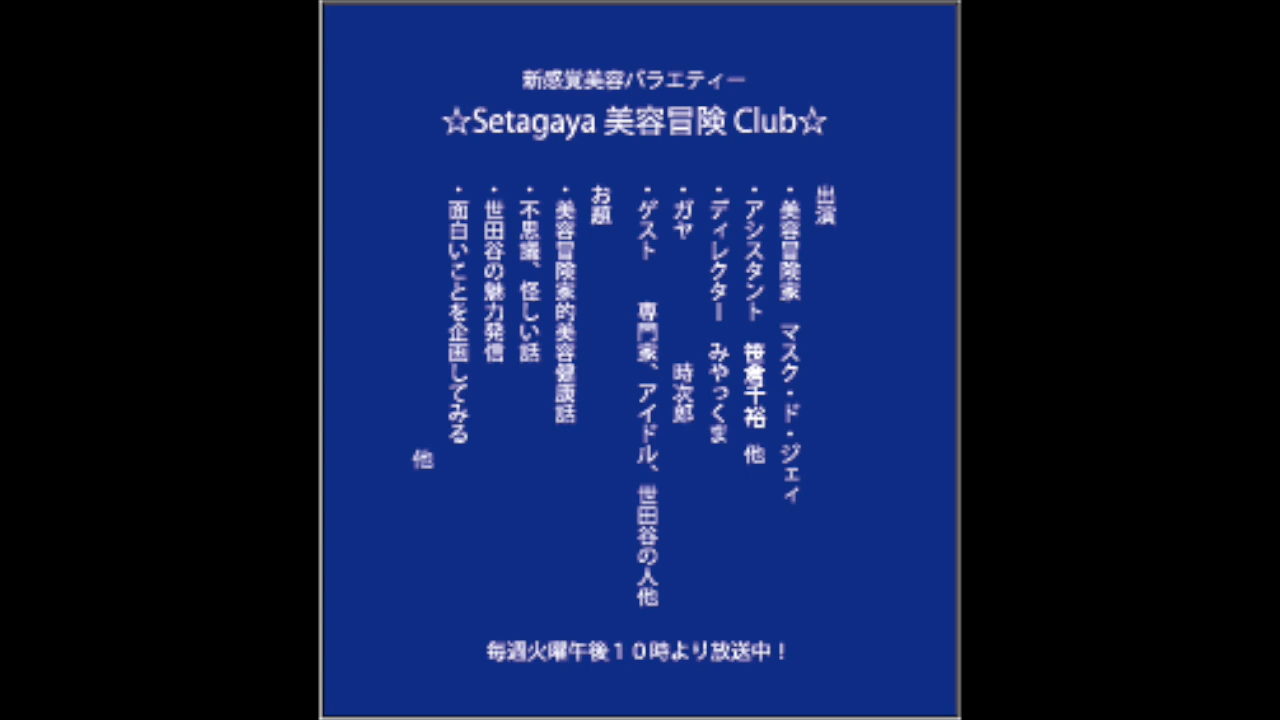 新感覚美容バラエティー
☆Setagaya 美容冒険 Club☆
出演
・美容冒険家 マスク・ド・ジェィ
・アシスタント 笹倉千裕 他
・ディレクター みやっくま
・ガヤ 時次郎
・ゲスト 専門家、アイドル、世田谷の人他
お題
・美容冒険家的美容健康話
・不思議、怪しい話
・世田谷の魅力発信
・面白いことを企画してみる
他
毎週火曜午後１０時より放送中！